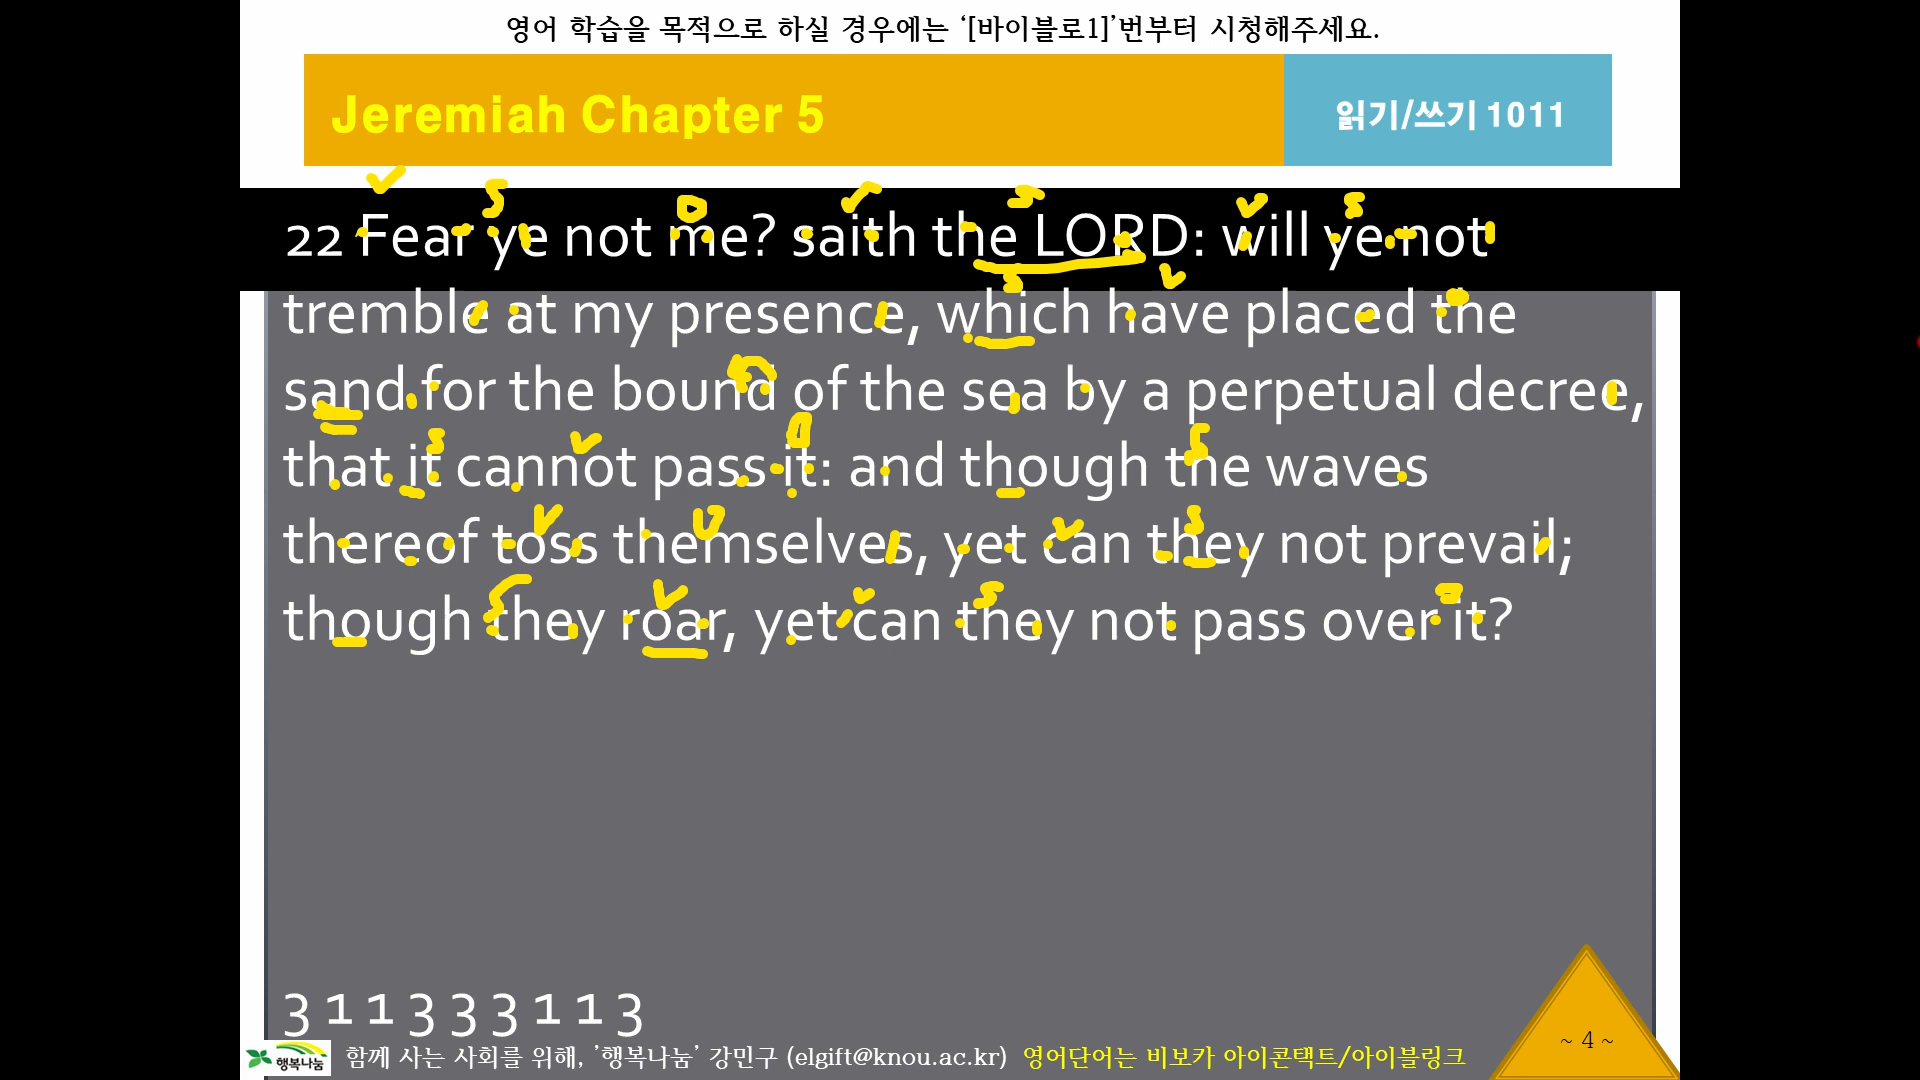 영어 학습을 목적으로 하실 경우에는 ‘[바이블로1]’번부터 시청해주세요.
Jeremiah Chapter 5
읽기/쓰기 1011
22 Fear ye not me? saith the LORD: will ye not
tremble at my presence, which have placed the
sand for the bound of the sea by a perpetual decree,
that it cannot pass it: and though the waves
thereof toss themselves, yet can they not prevail;
though they roar, yet can they not pass over it?
3 1 1 3 3 3 1 1 3
~ 4 ~
행복나눔
함께 사는 사회를 위해, ’행복나눔’ 강민구 (elgift@knou.ac.kr) 영어단어는 비보카 아이콘택트/아이블링크